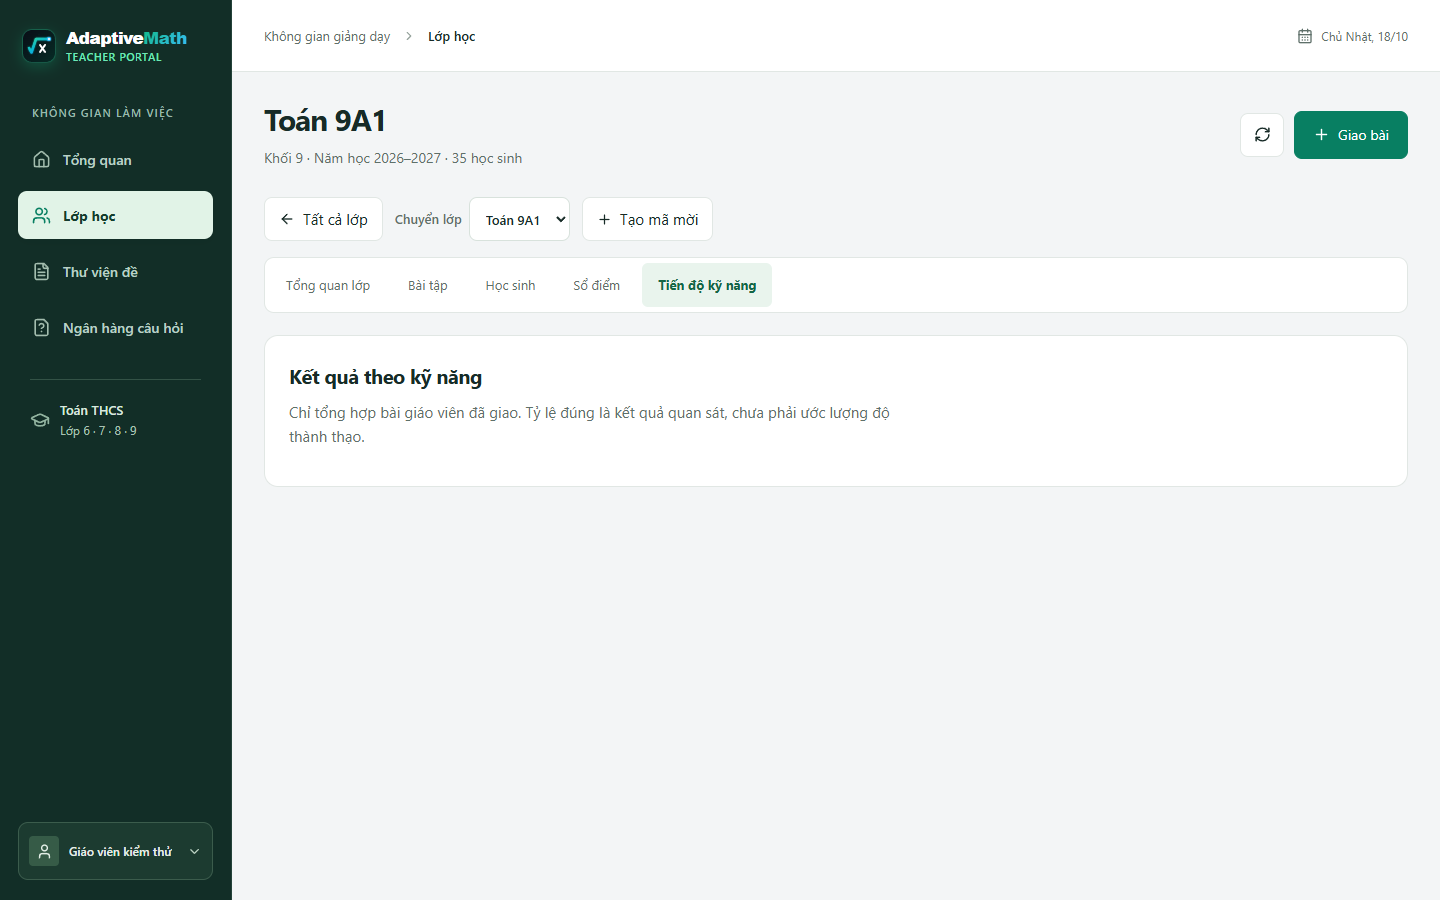 AdaptiveMath
TEACHER PORTAL
KHÔNG GIAN LÀM VIỆC
Tổng quan
Lớp học
Thư viện đề
Ngân hàng câu hỏi
Toán THCS
Lớp 6 · 7 · 8 · 9
Giáo viên kiểm thử
Không gian giảng dạy > Lớp học
Chủ Nhật, 18/10
Toán 9A1
Khối 9 · Năm học 2026–2027 · 35 học sinh
Giao bài
Tất cả lớp
Chuyển lớp
Toán 9A1
Tạo mã mời
Tổng quan lớp
Bài tập
Học sinh
Sổ điểm
Tiến độ kỹ năng
Kết quả theo kỹ năng
Chỉ tổng hợp bài giáo viên đã giao. Tỷ lệ đúng là kết quả quan sát, chưa phải ước lượng độ
thành thạo.